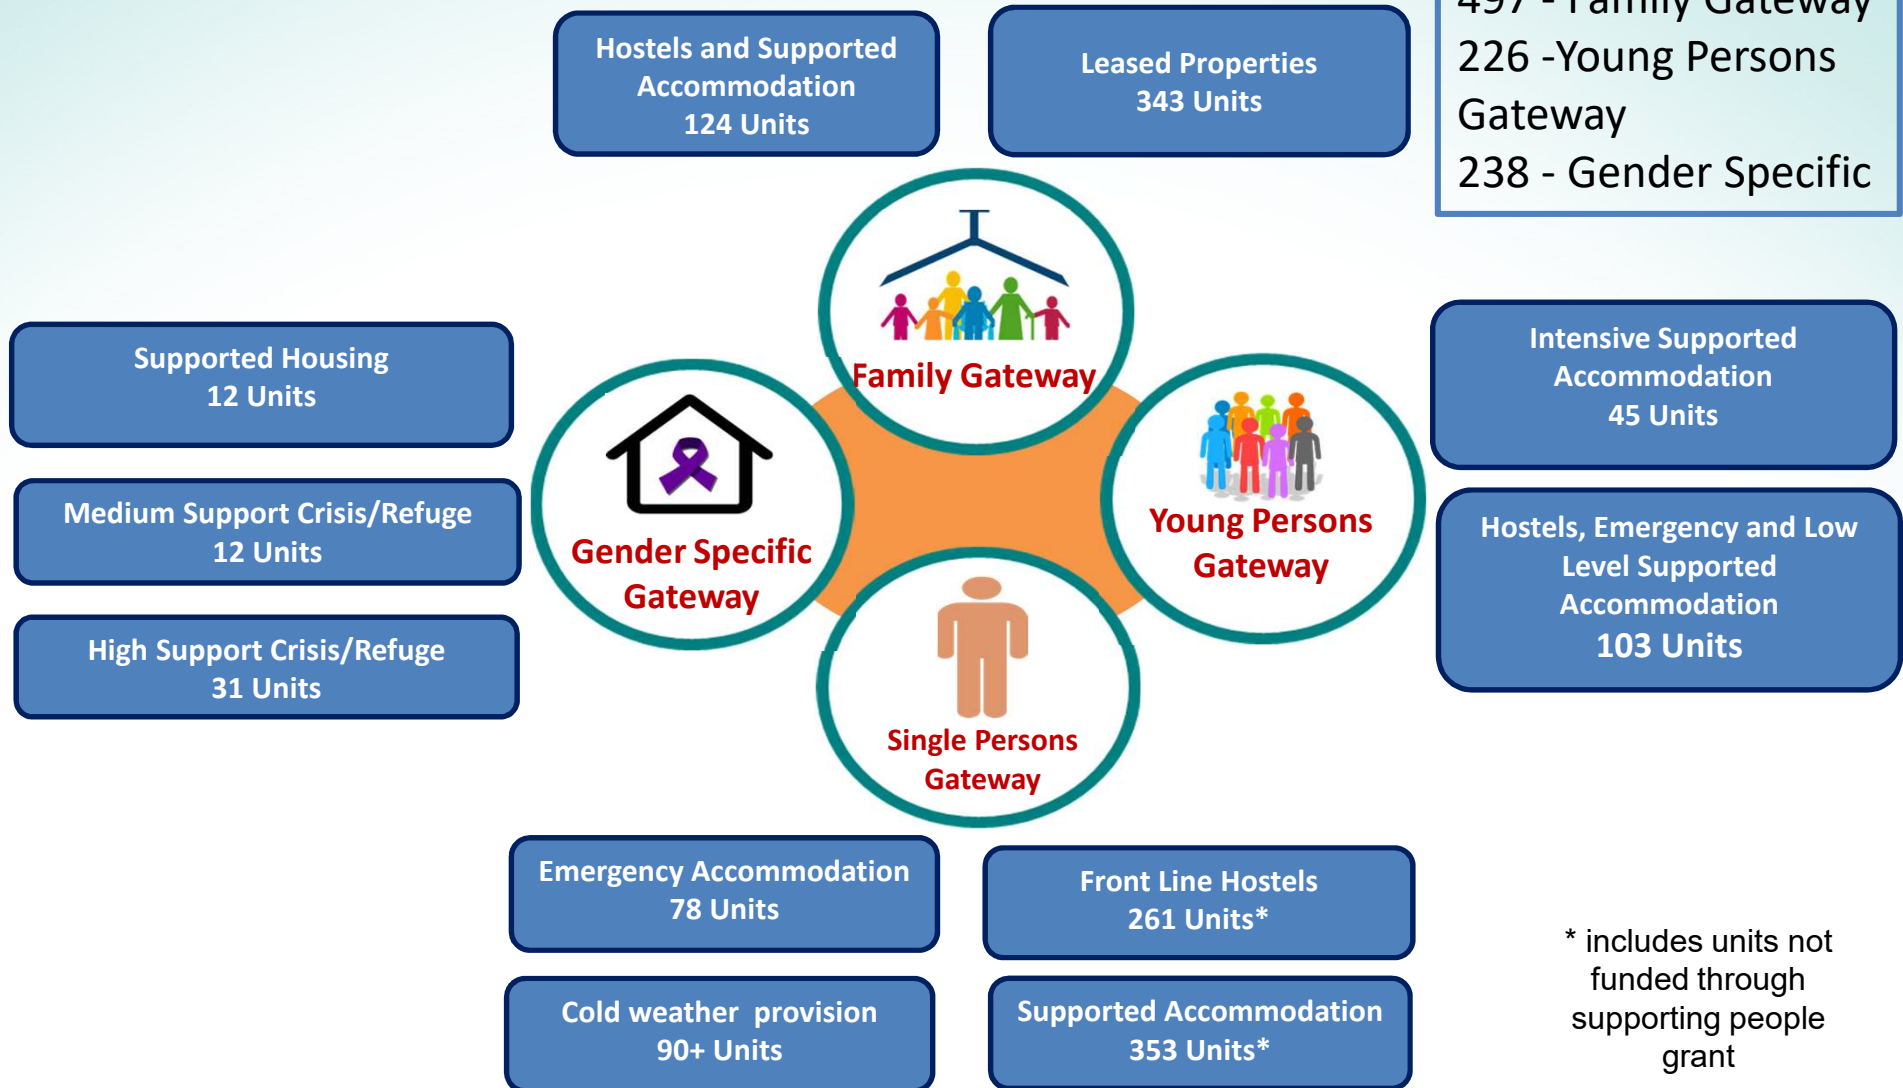 Hostels and Supported
Accommodation
124 Units
Leased Properties
343 Units
497 - Family Gateway
226 -Young Persons
Gateway
238 - Gender Specific
Family Gateway
Supported Housing
12 Units
Medium Support Crisis/Refuge
12 Units
High Support Crisis/Refuge
31 Units
Gender Specific
Gateway
Young Persons
Gateway
Intensive Supported
Accommodation
45 Units
Hostels, Emergency and Low
Level Supported
Accommodation
103 Units
Single Persons
Gateway
Emergency Accommodation
78 Units
Front Line Hostels
261 Units*
Cold weather provision
90+ Units
Supported Accommodation
353 Units*
* includes units not
funded through
supporting people
grant